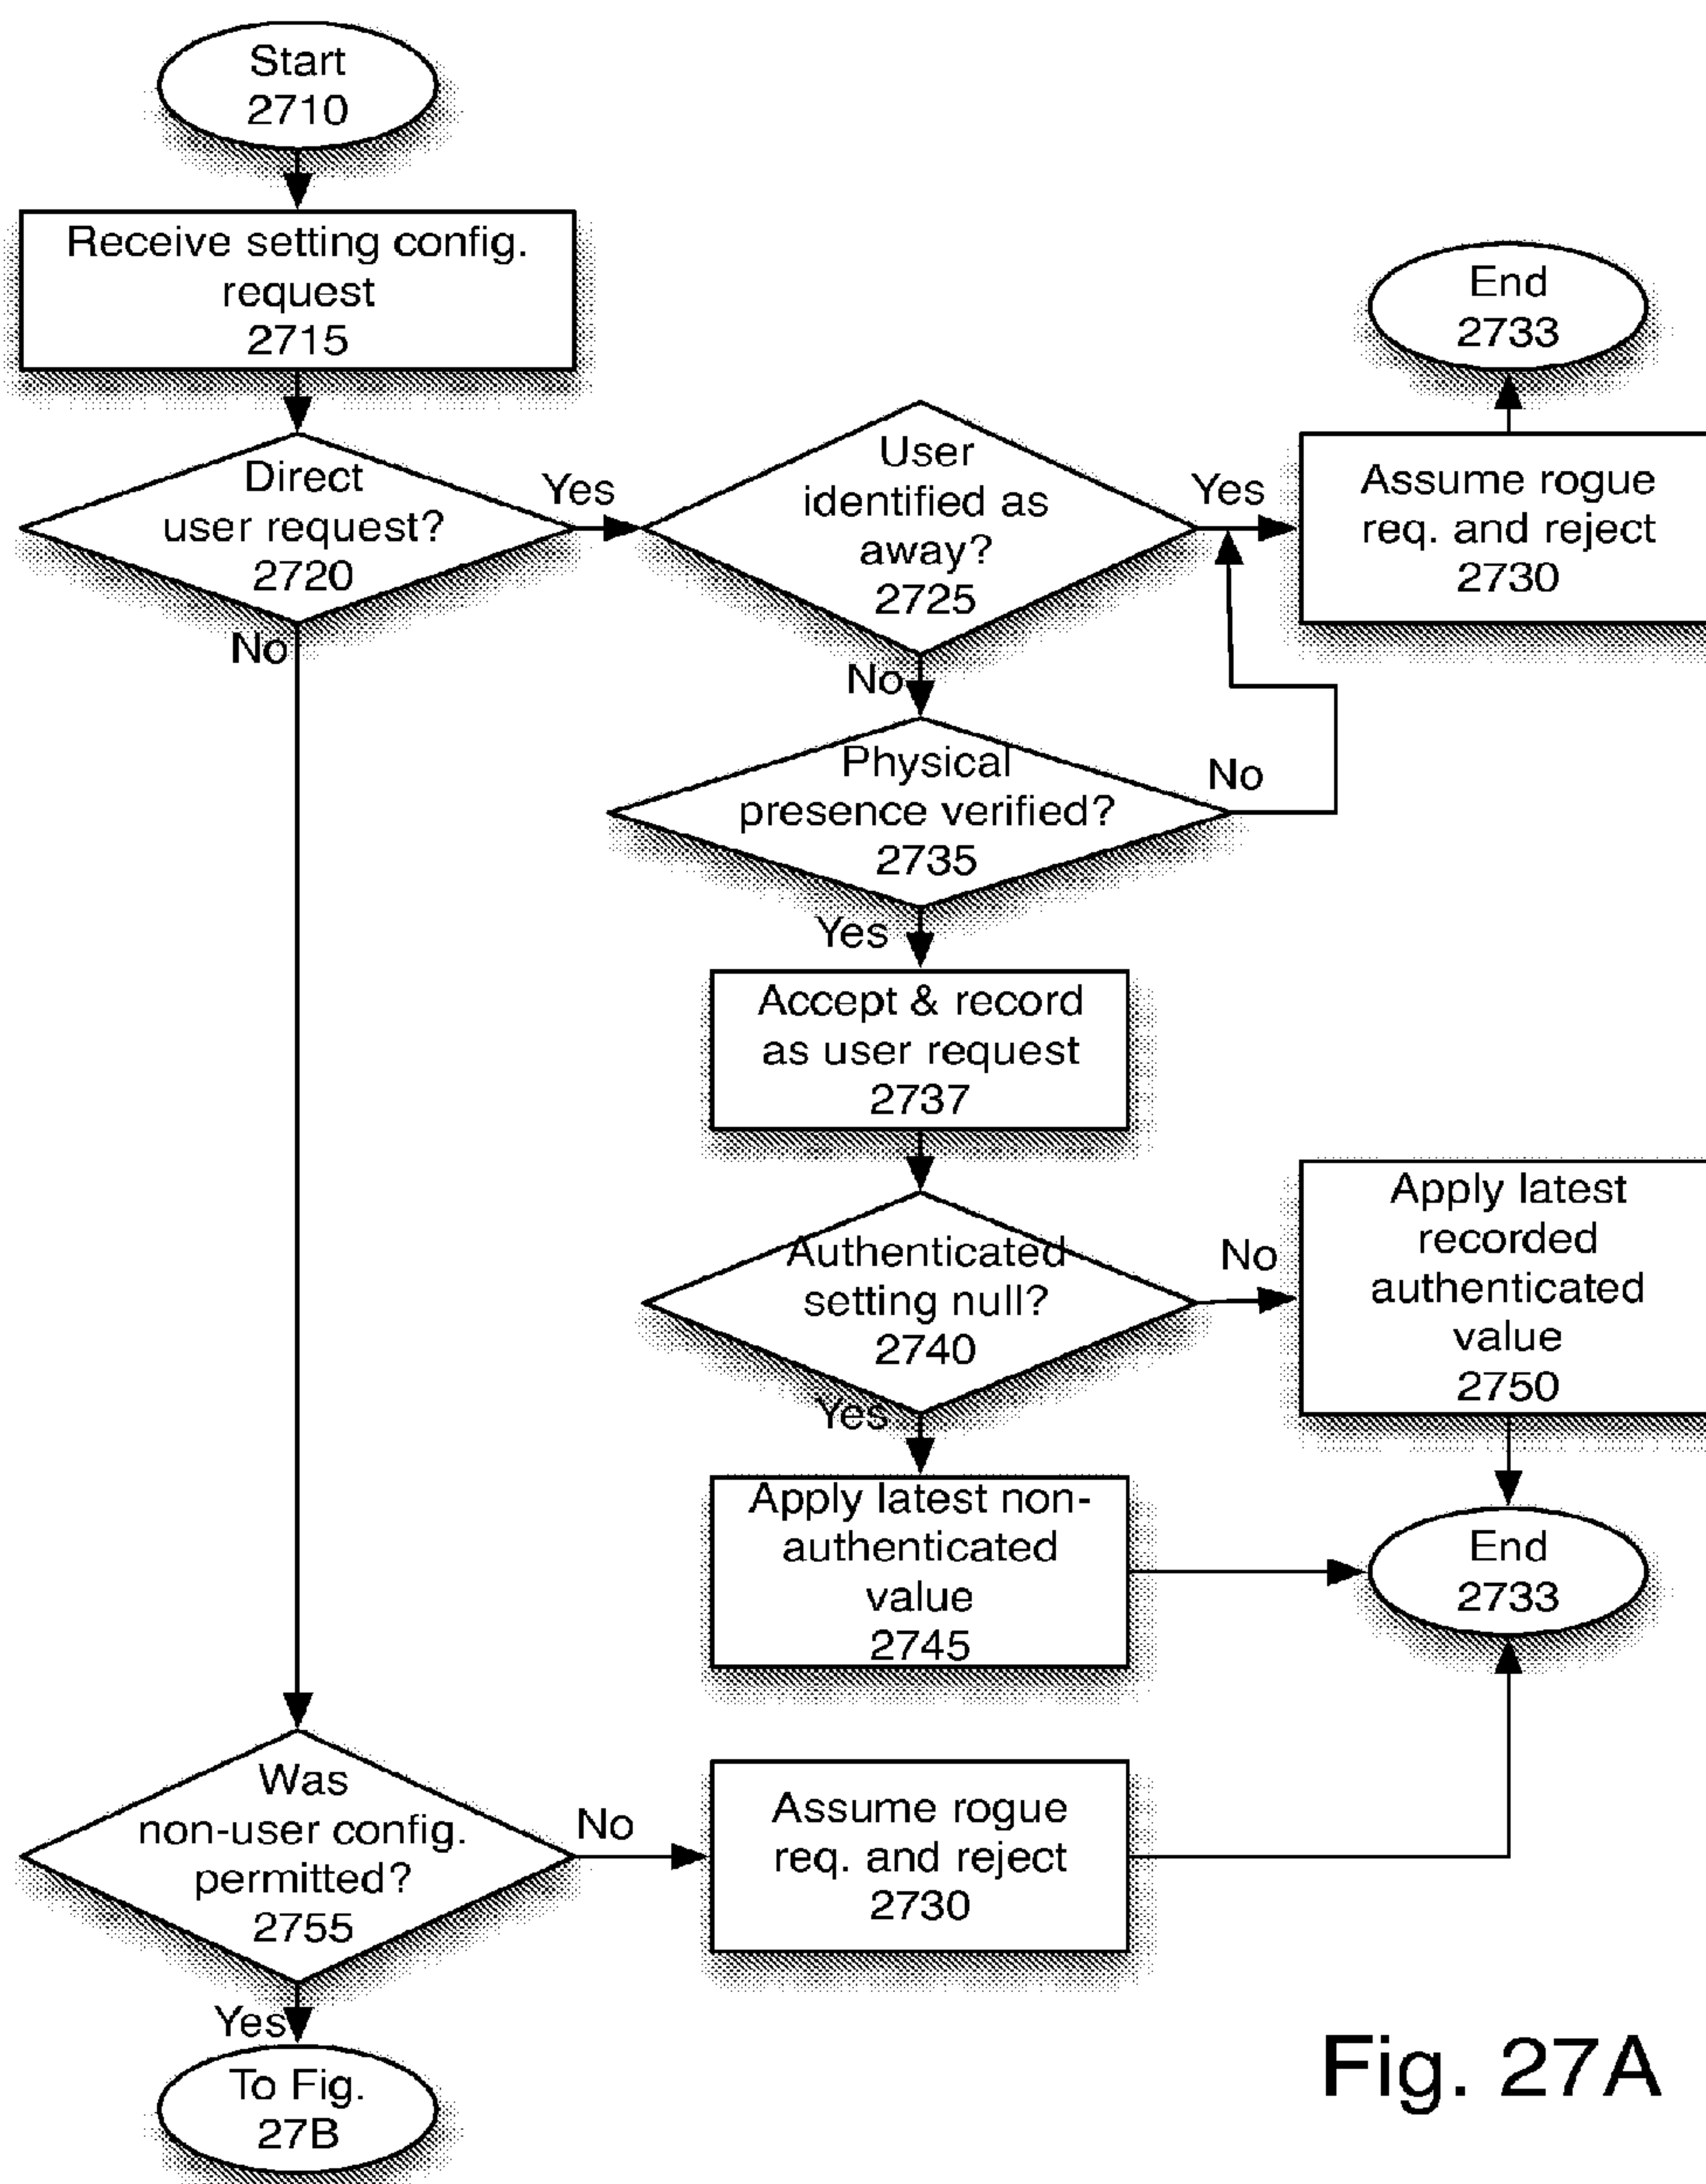 Start
2710
Receive setting config.
request
2715
Direct
user request?
2720
Yes
No
User
identified as
away?
2725
Yes
No
Assume rogue
req. and reject
2730
End
2733
Physical
presence verified?
2735
No
Yes
Accept & record
as user request
2737
Authenticated
setting null?
2740
No
Yes
Apply latest
recorded
authenticated
value
2750
Apply latest non-
authenticated
value
2745
End
2733
Was
non-user config.
permitted?
2755
No
Yes
Assume rogue
req. and reject
2730
To Fig.
27B
Fig. 27A